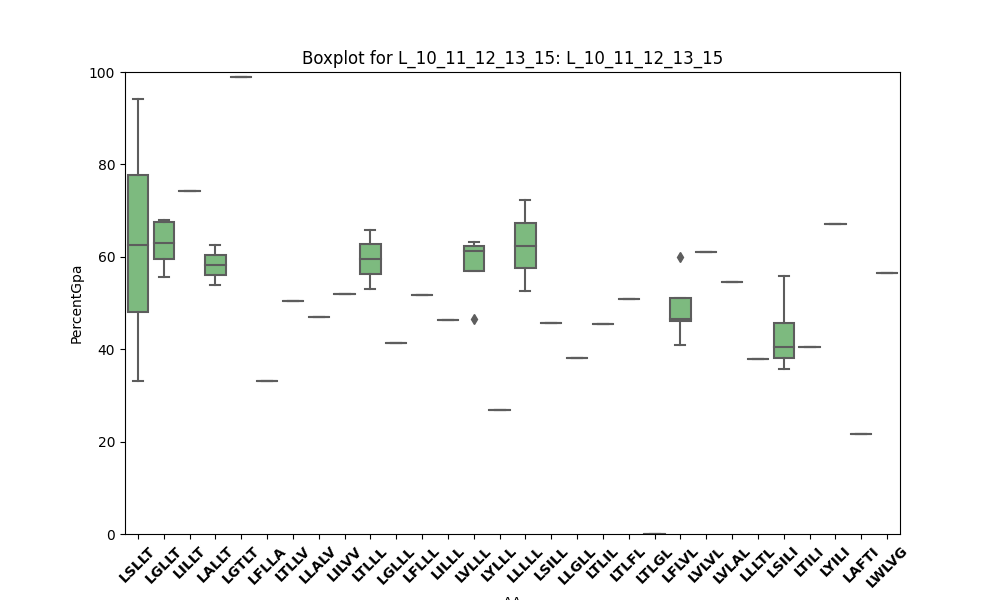 Boxplot for L_10_11_12_13_15: L_10_11_12_13_15
PercentGpa
100
80
60
40
20
0
LSLLT
LGLLT
LILLT
LALLT
LGTLT
LFLLA
LTLLV
LLALV
LILVV
LTLLL
LGLLL
LFLLL
LILLL
LVLLL
LYLLL
LLLLL
LSILL
LLGLL
LTLIL
LTLFL
LTLGL
LFLVL
LVLVL
LVLAL
LLLTL
LSILI
LTILI
LYILI
LAFTI
LWLVG